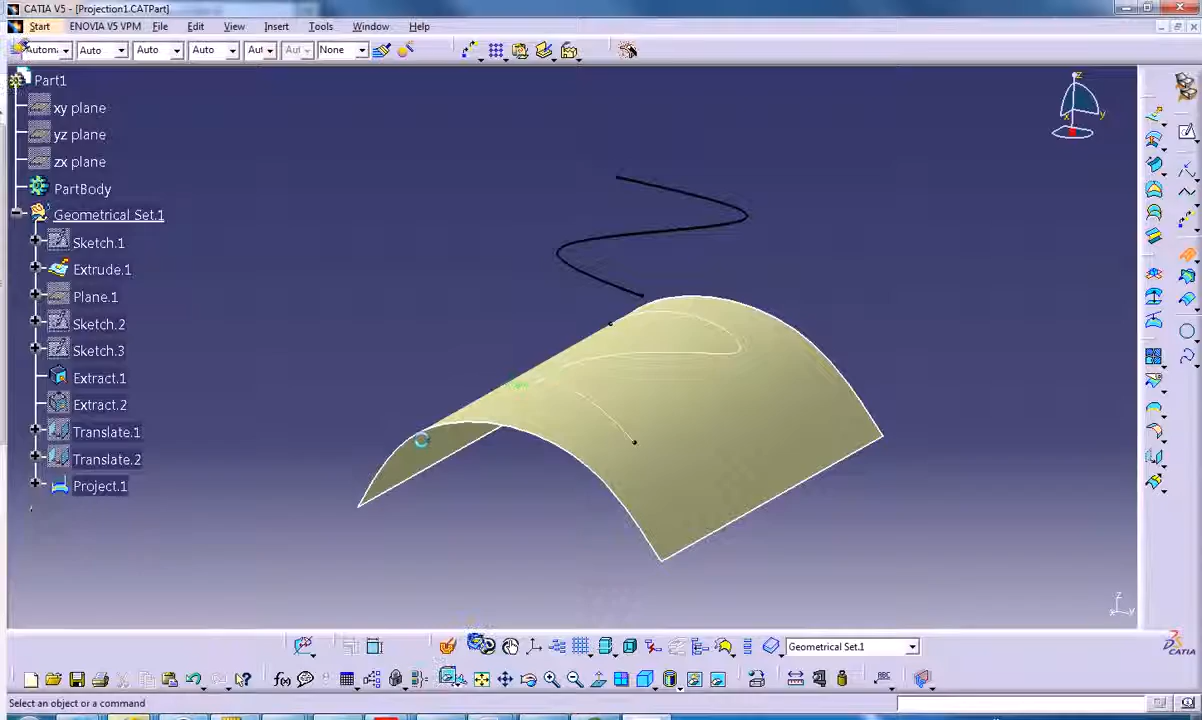 CATIA V5 - [Projection1.CATPart]
Start ENOVIA V5 VPM File Edit View Insert Tools Window Help
Auto Auto Auto None
Part1
xy plane
yz plane
zx plane
PartBody
Geometrical Set.1
Sketch.1
Extrude.1
Plane.1
Sketch.2
Sketch.3
Extract.1
Extract.2
Translate.1
Translate.2
Project.1
z
x
y
z
y
Geometrical Set.1
f(x)
CATIA
Select an object or a command